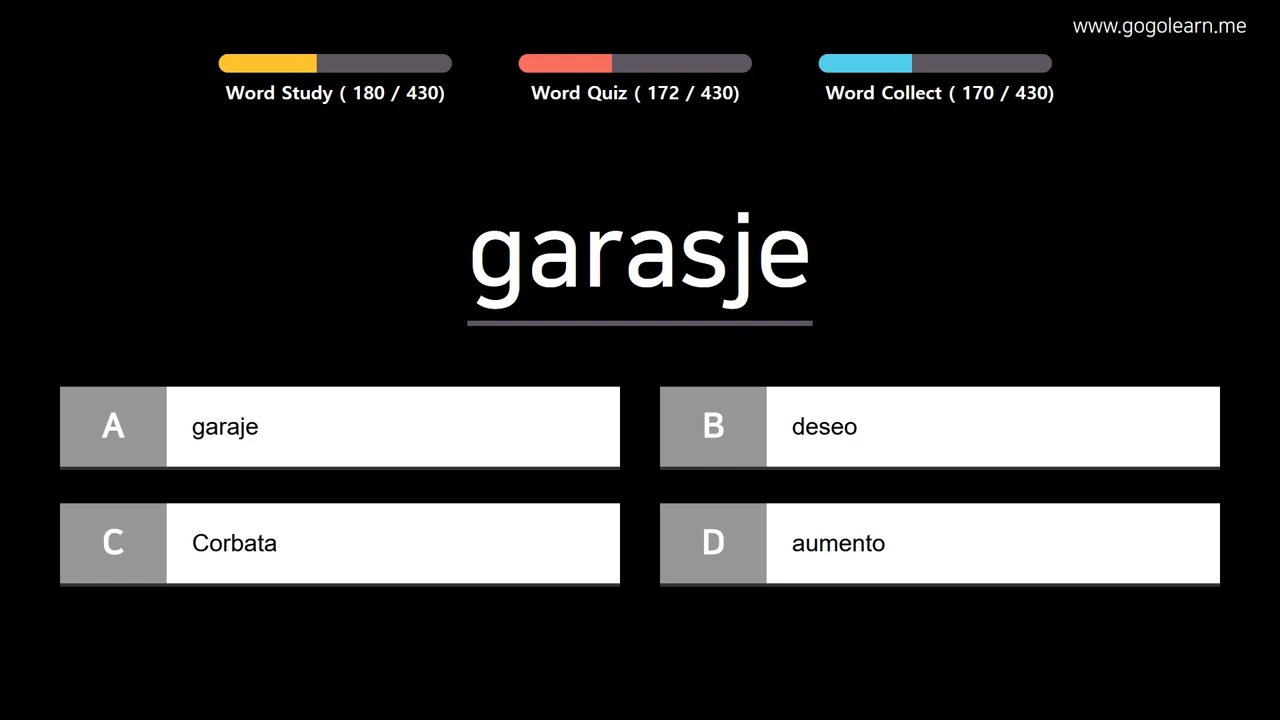 www.gogolearn.me
Word Study ( 180 / 430)
Word Quiz ( 172 / 430)
Word Collect ( 170 / 430)
garasje
A garaje
B deseo
C Corbata
D aumento